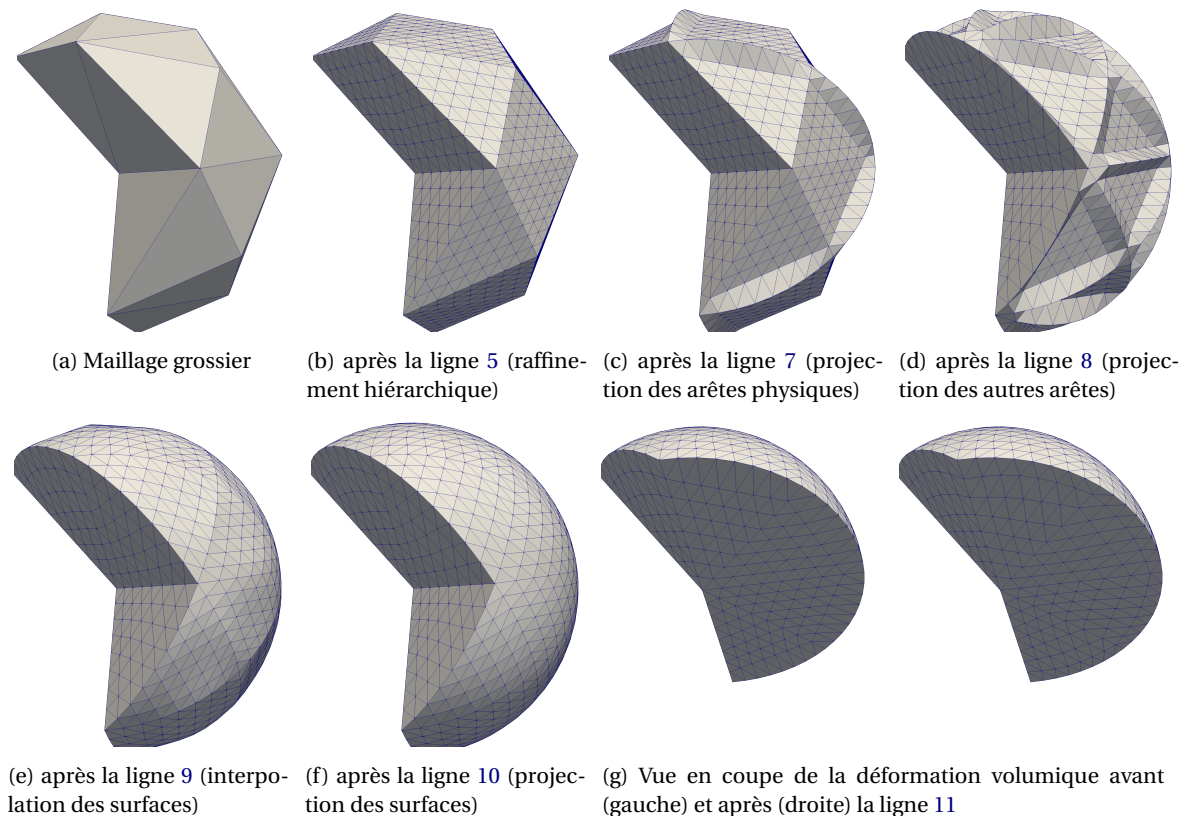 (a) Maillage grossier
(b) après la ligne 5 (raffine-
ment hiérarchique)
(c) après la ligne 7 (projec-
tion des arêtes physiques)
(d) après la ligne 8 (projec-
tion des autres arêtes)
(e) après la ligne 9 (interpo-
lation des surfaces)
(f) après la ligne 10 (projec-
tion des surfaces)
(g) Vue en coupe de la déformation volumique avant
(gauche) et après (droite) la ligne 11